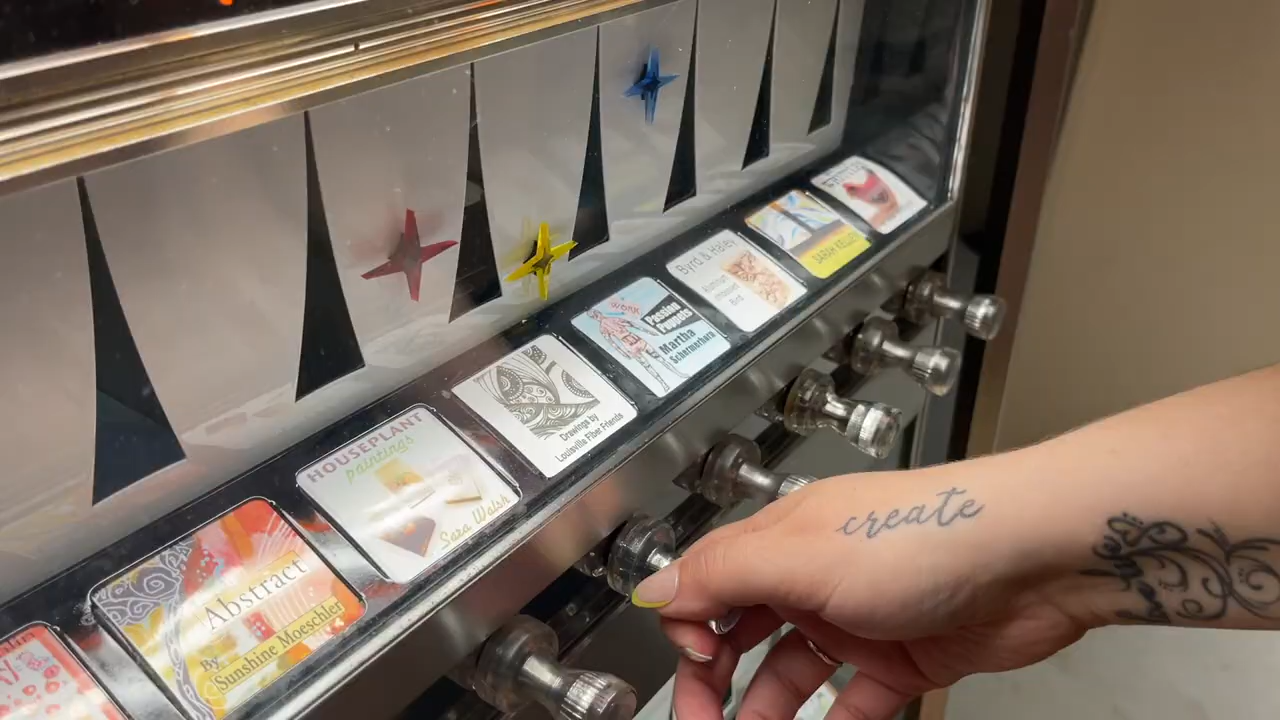 Abstract
By
Sunshine Moeschler
HOUSEPLANT
paintings
Sara Walsh
Drawings by
Louisville Fiber Friends
Passion
Puppets
Martha
Schermerhorn
Byrd & Haley
Bird
SARAH KELLEY
create